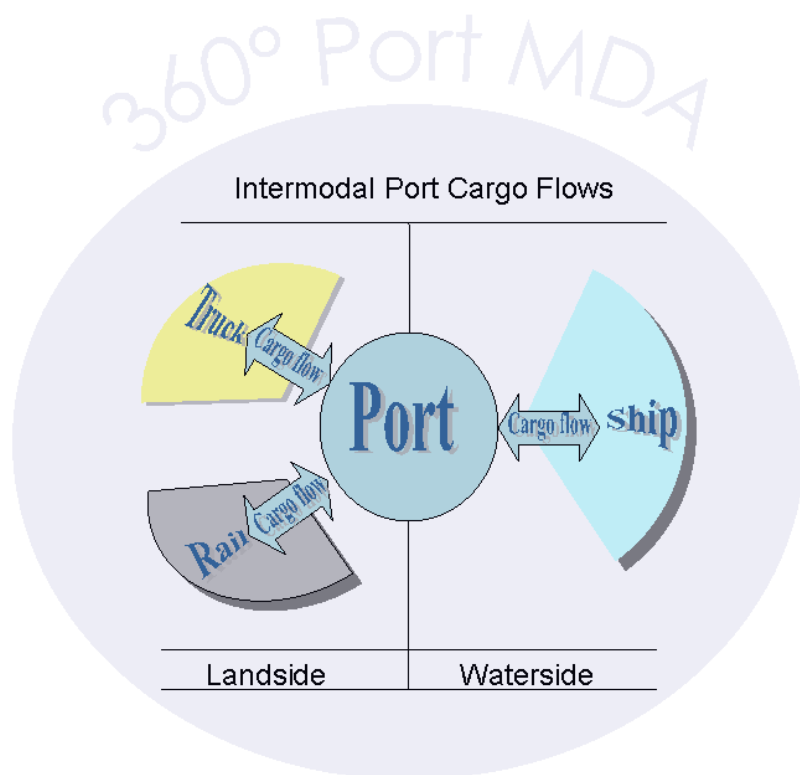 360° Port MDA
Intermodal Port Cargo Flows
Truck
Cargo flow
Port
Cargo flow
Ship
Cargo flow
Rail
Landside
Waterside